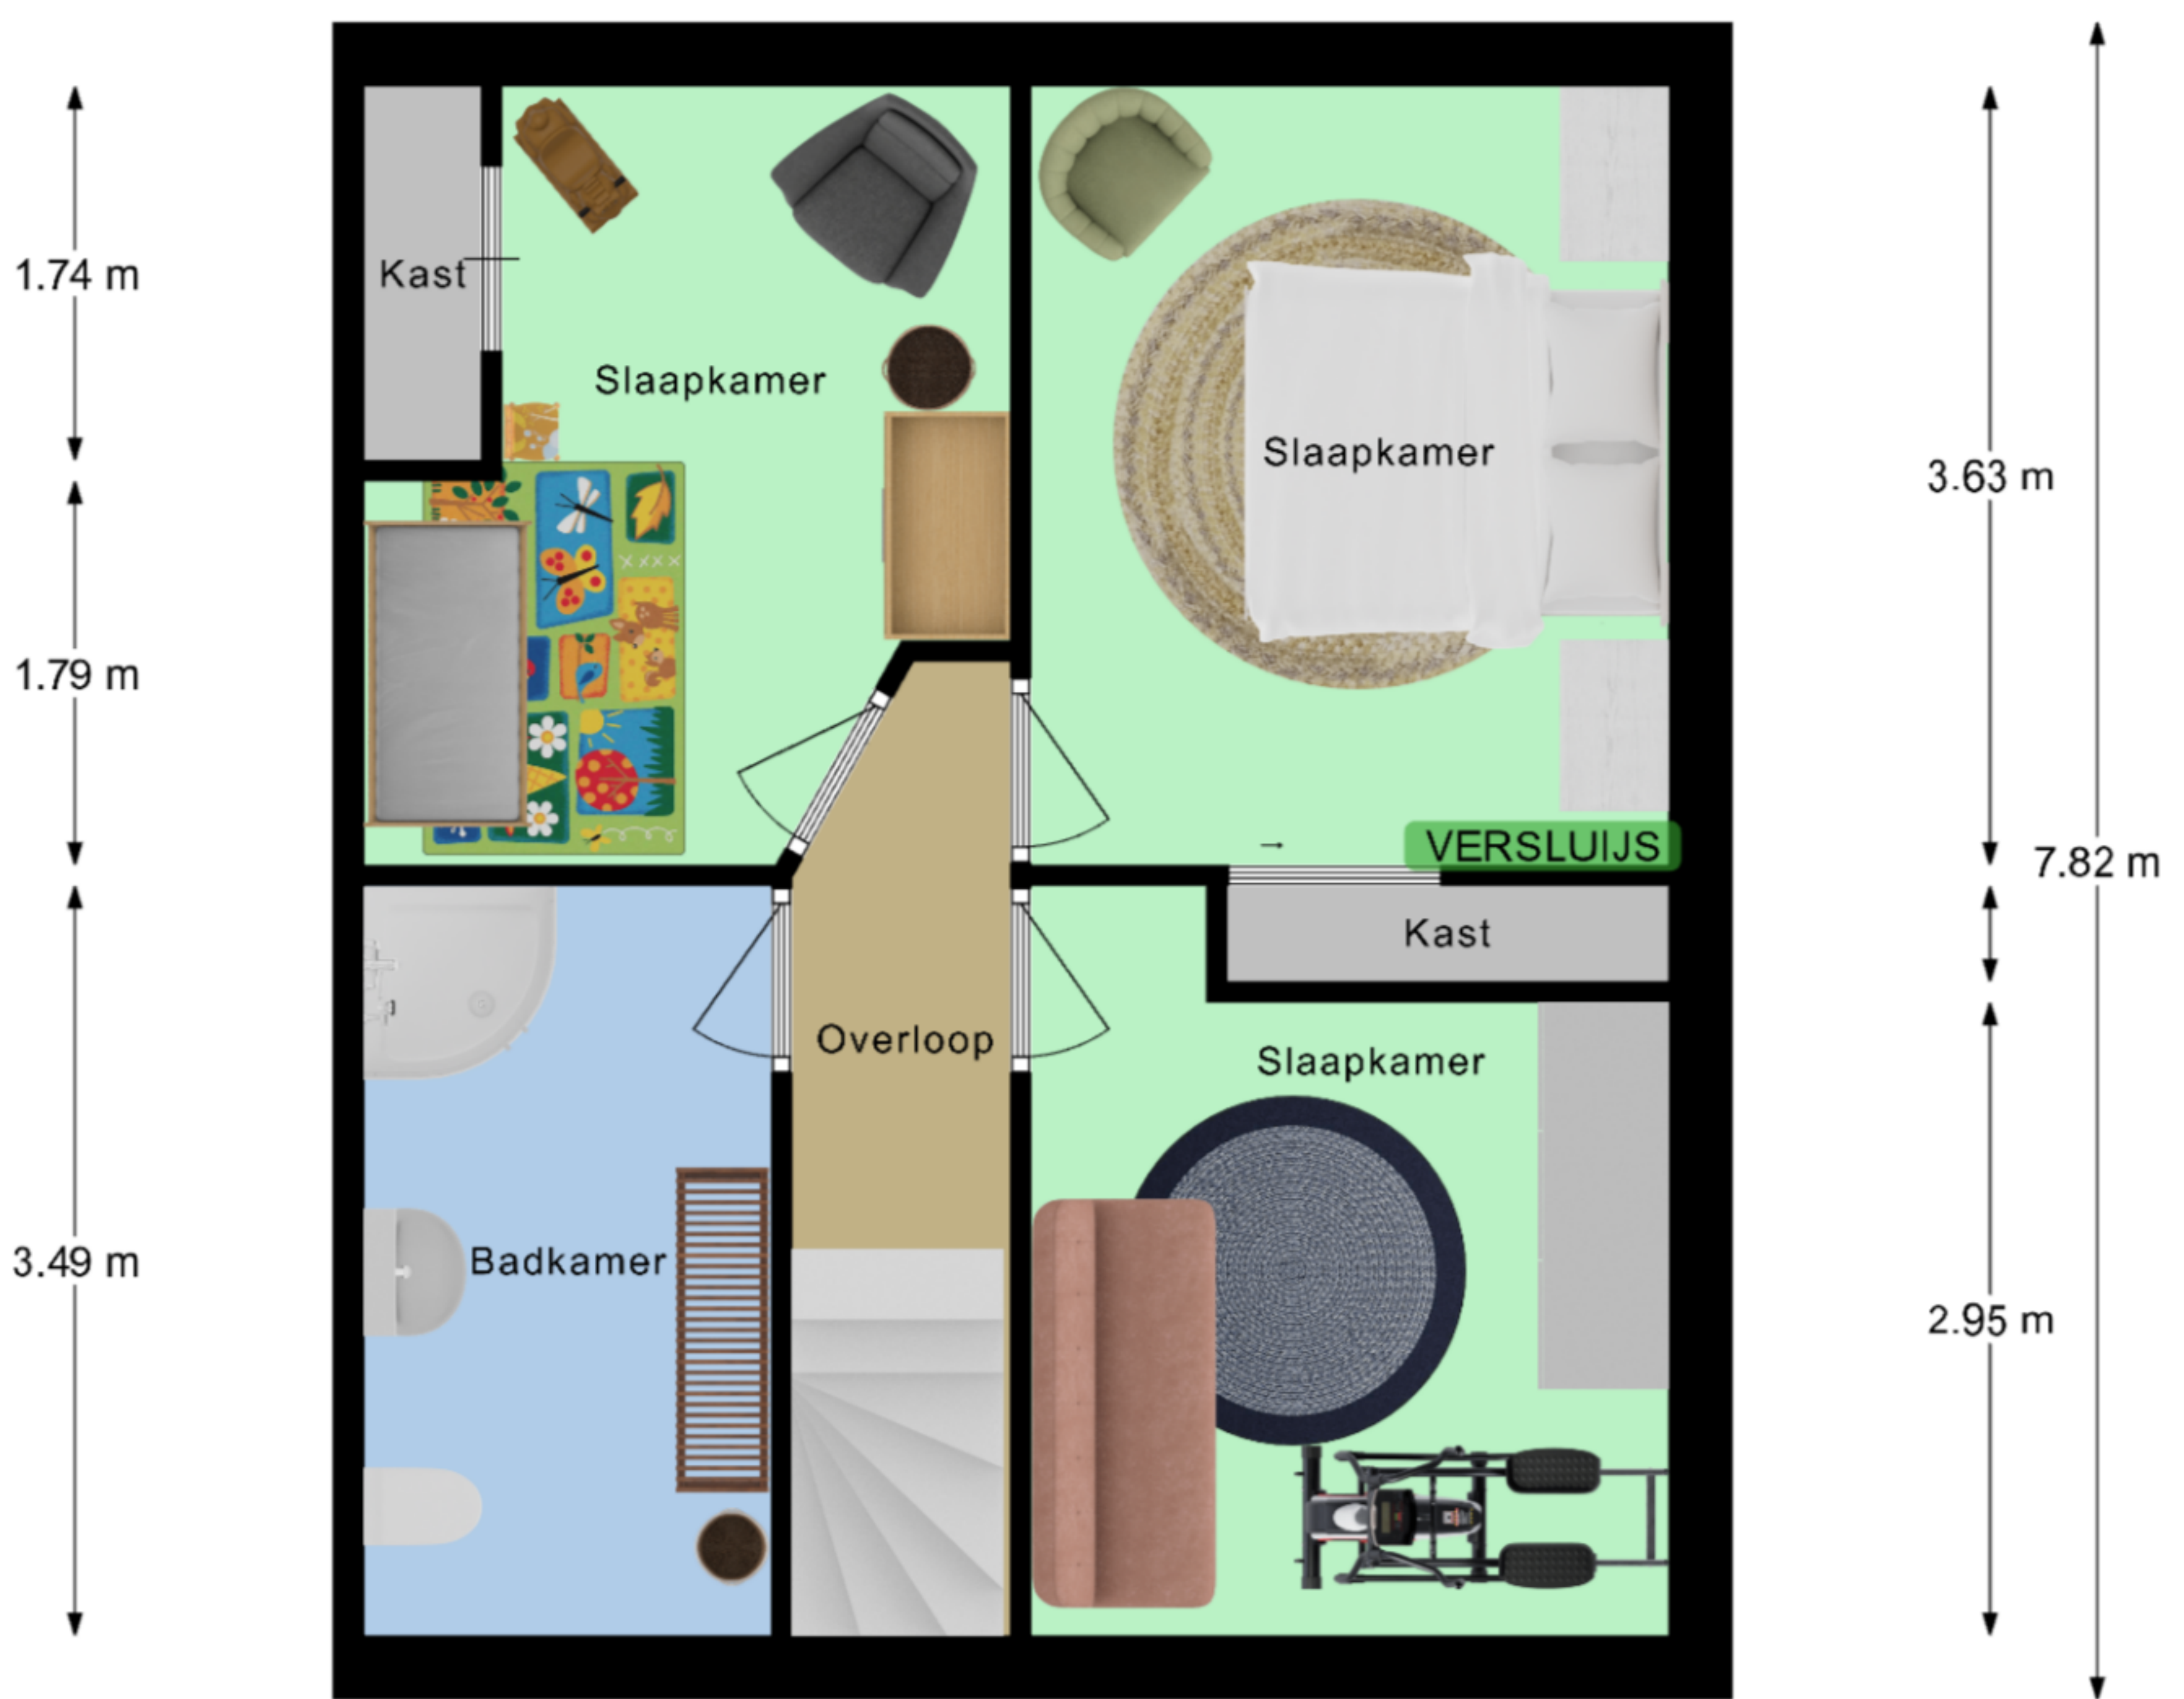 1.74 m
Kast
Slaapkamer
Slaapkamer
3.63 m
1.79 m
VERSLUIJS
7.82 m
Kast
Overloop
Slaapkamer
3.49 m
Badkamer
2.95 m